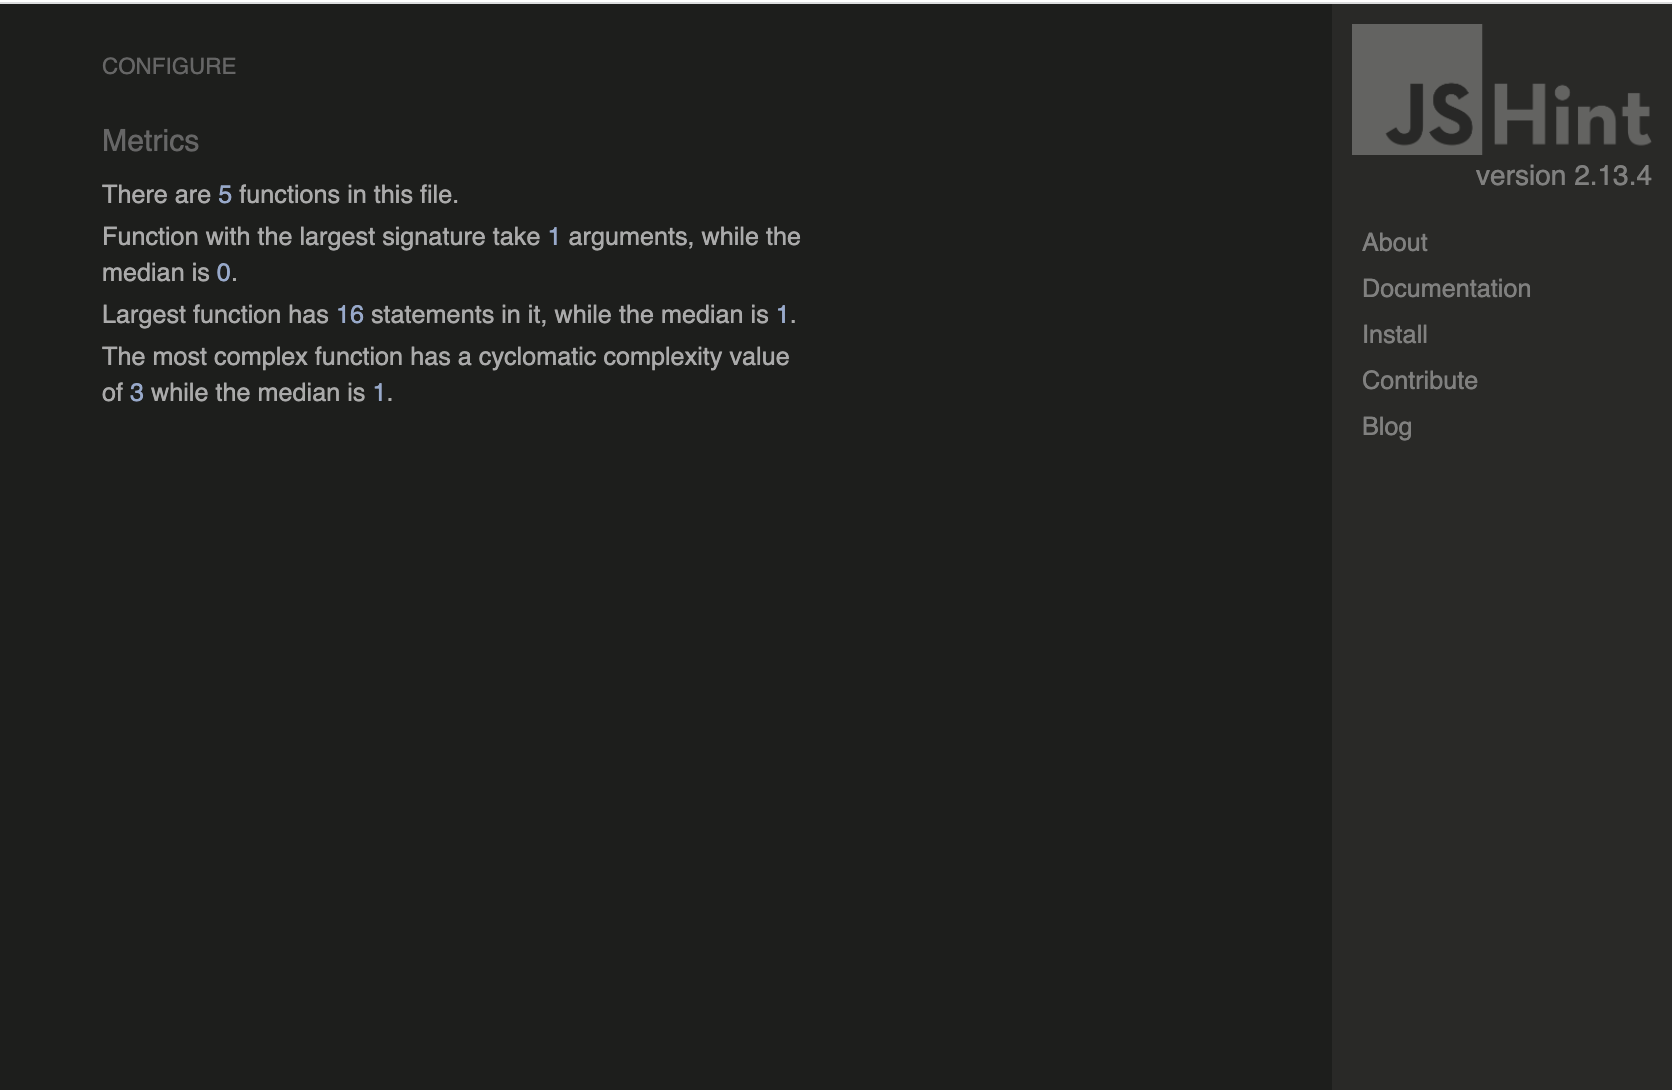 CONFIGURE
Metrics
There are 5 functions in this file.
Function with the largest signature take 1 arguments, while the
median is 0.
Largest function has 16 statements in it, while the median is 1.
The most complex function has a cyclomatic complexity value
of 3 while the median is 1.
JSHint
version 2.13.4
About
Documentation
Install
Contribute
Blog